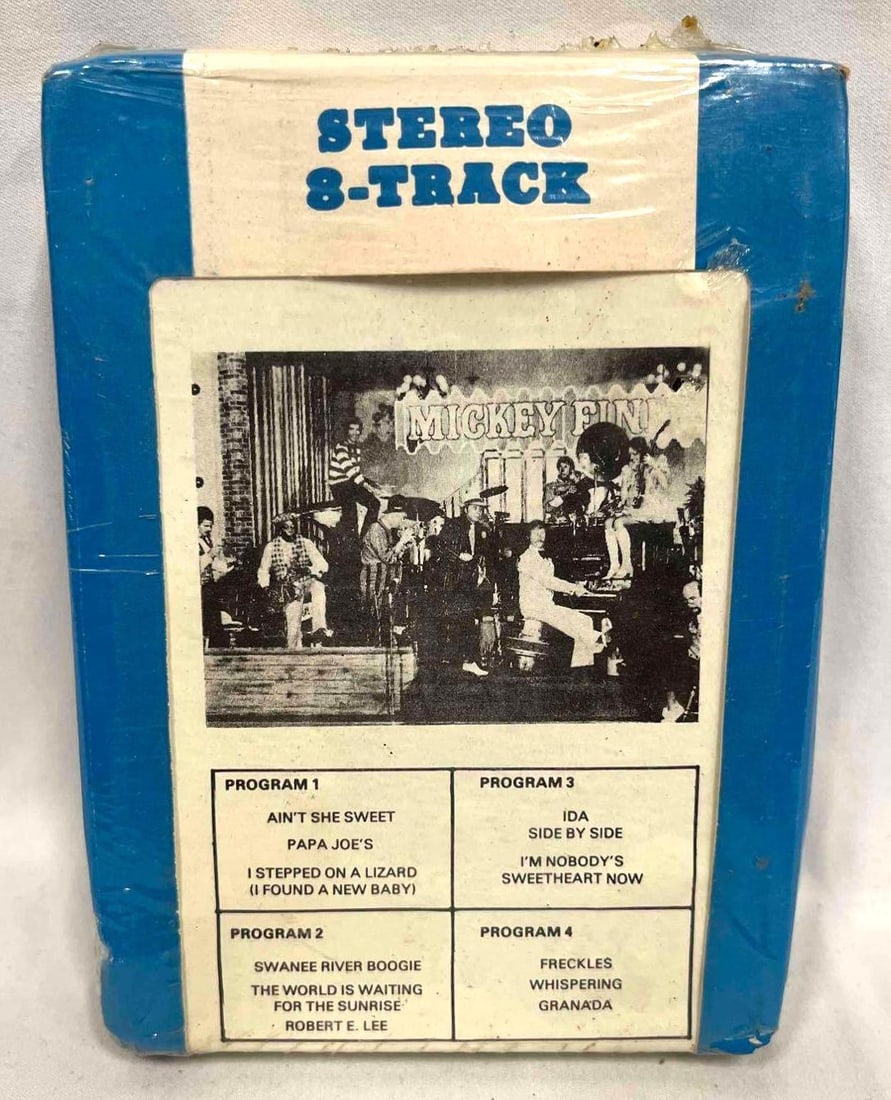 STEREO
8-TRACK
MICKEY FINN
PROGRAM 1
AIN'T SHE SWEET
PAPA JOE'S
I STEPPED ON A LIZARD
(I FOUND A NEW BABY)
PROGRAM 2
SWANEE RIVER BOOGIE
THE WORLD IS WAITING
FOR THE SUNRISE
ROBERT E. LEE
PROGRAM 3
IDA
SIDE BY SIDE
I'M NOBODY'S
SWEETHEART NOW
PROGRAM 4
FRECKLES
WHISPERING
GRANADA